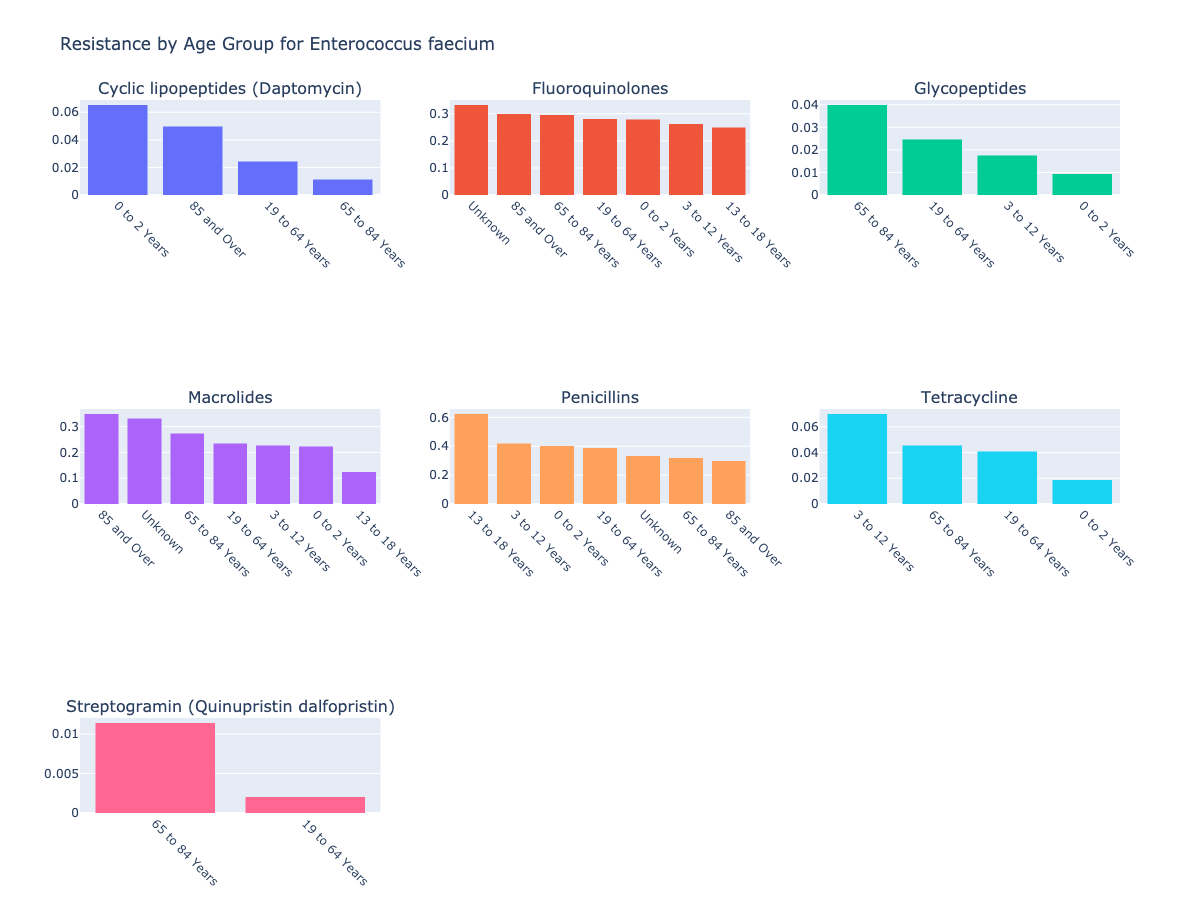 Resistance by Age Group for Enterococcus faecium
Cyclic lipopeptides (Daptomycin)
0.06
0.04
0.02
0
0 to 2 Years
85 and Over
19 to 64 Years
65 to 84 Years
Fluoroquinolones
0.3
0.2
0.1
0
Unknown
85 and Over
65 to 84 Years
19 to 64 Years
0 to 2 Years
3 to 12 Years
13 to 18 Years
Glycopeptides
0.04
0.03
0.02
0.01
0
65 to 84 Years
19 to 64 Years
3 to 12 Years
0 to 2 Years
Macrolides
0.3
0.2
0.1
0
85 and Over
Unknown
65 to 84 Years
19 to 64 Years
3 to 12 Years
0 to 2 Years
13 to 18 Years
Penicillins
0.6
0.4
0.2
0
13 to 18 Years
3 to 12 Years
0 to 2 Years
19 to 64 Years
Unknown
65 to 84 Years
85 and Over
Tetracycline
0.06
0.04
0.02
0
3 to 12 Years
65 to 84 Years
19 to 64 Years
0 to 2 Years
Streptogramin (Quinupristin dalfopristin)
0.01
0.005
0
65 to 84 Years
19 to 64 Years